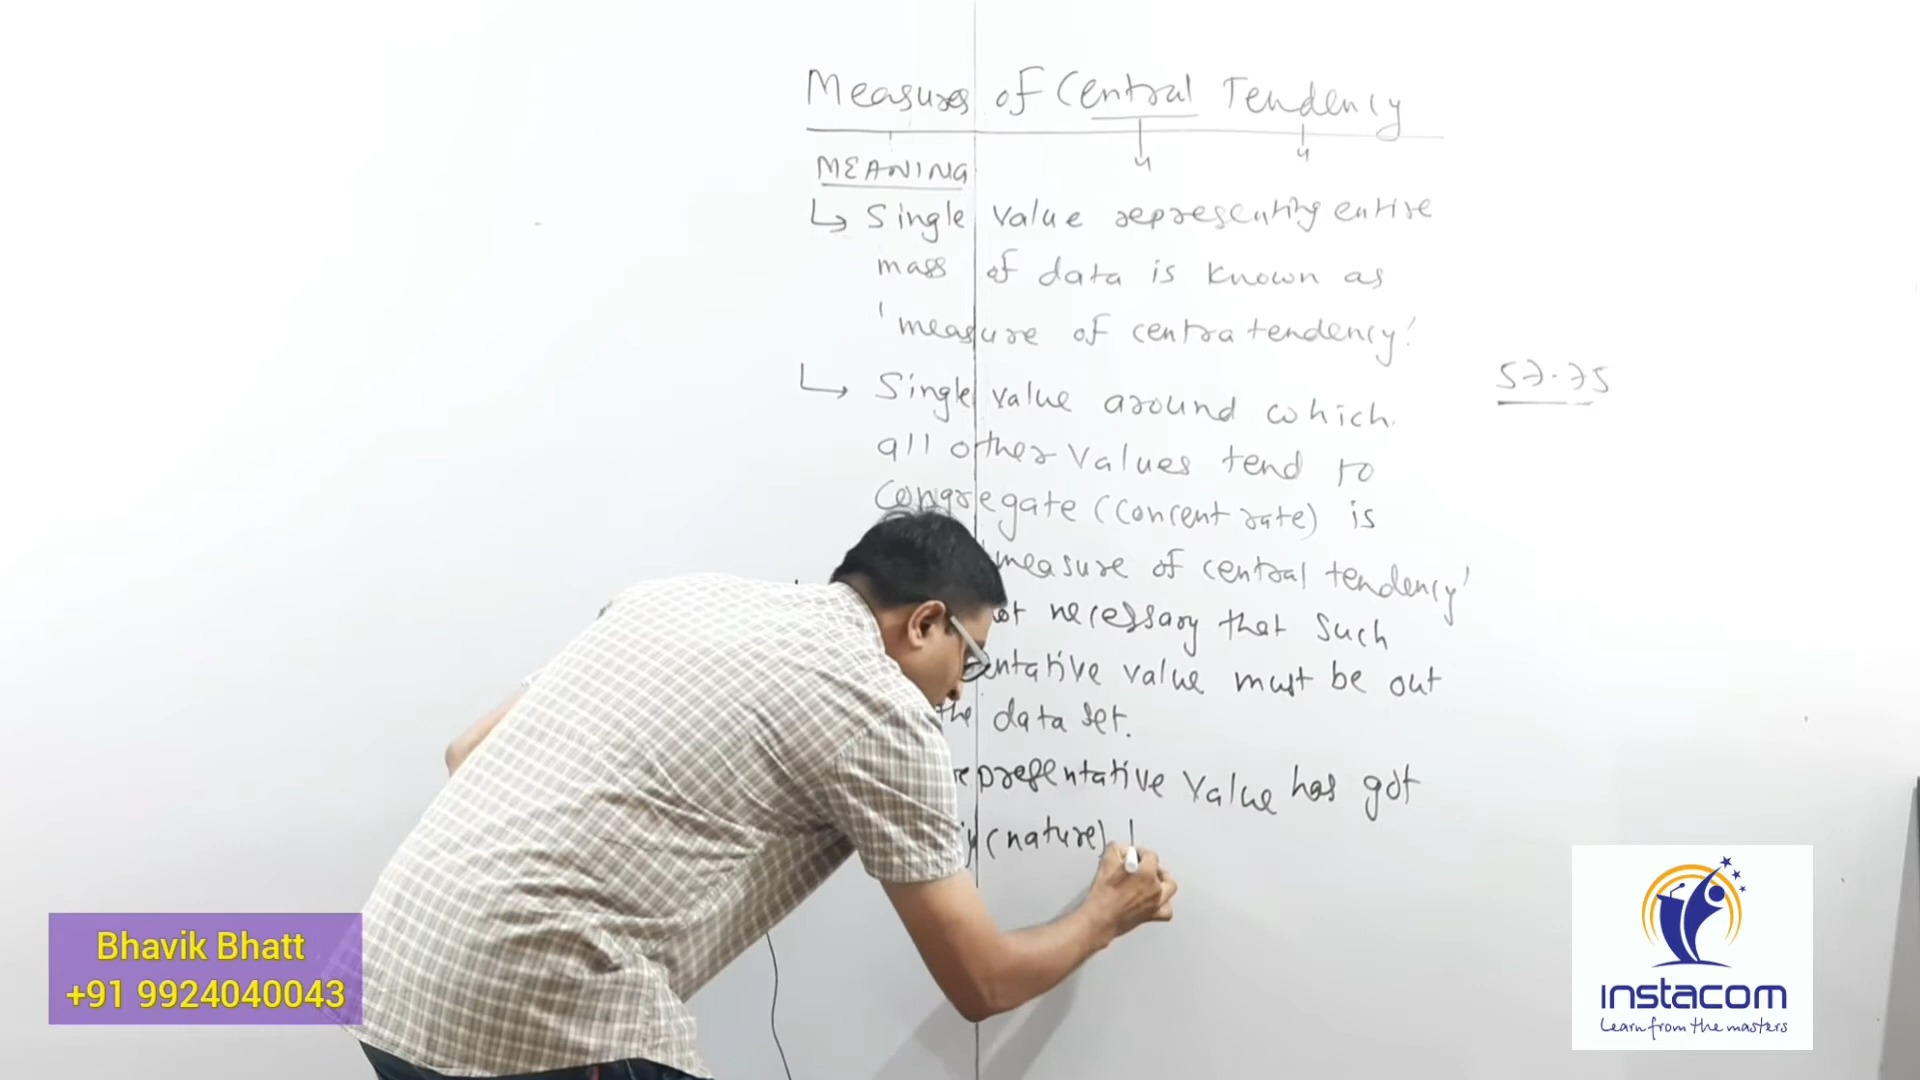 Measures of Central Tendency
MEANING
↳ Single value representing entire
mass of data is known as
'measure of centra tendency'
↳ Single value around which
all other values tend to
congregate (concentrate) is
'measure of central tendency'
necessary that such
value must be out
the data set.
representative value has got
(nature)
57.75
Bhavik Bhatt
+91 9924040043
instacom
Learn from the masters